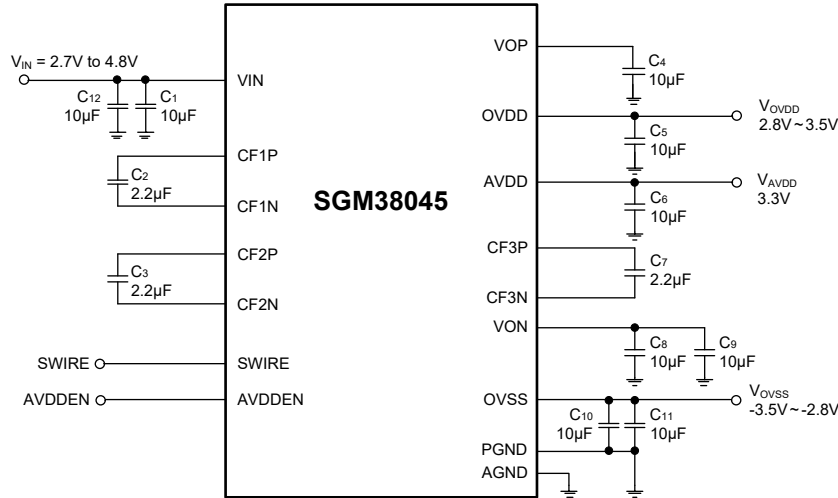 VIN = 2.7V to 4.8V
C12
10µF
C1
10µF
VIN
C2
2.2µF
CF1P
CF1N
C3
2.2µF
CF2P
CF2N
SWIRE
SWIRE
AVDDEN
AVDDEN
SGM38045
VOP
C4
10µF
OVDD
C5
10µF
VOVDD
2.8V~3.5V
AVDD
C6
10µF
VAVDD
3.3V
CF3P
C7
2.2µF
CF3N
VON
C8
10µF
C9
10µF
OVSS
C10
10µF
C11
10µF
VOVSS
-3.5V~-2.8V
PGND
AGND